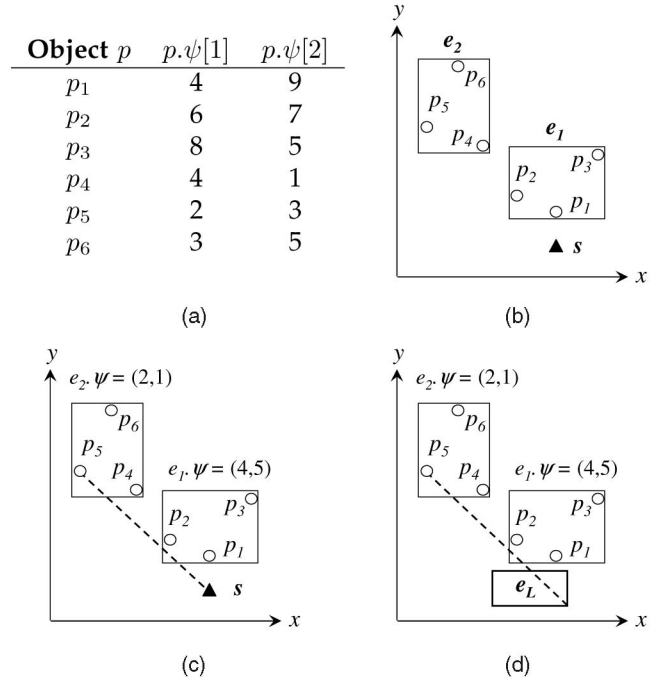 Object p p.ψ[1] p.ψ[2]
p₁ 4 9
p₂ 6 7
p₃ 8 5
p₄ 4 1
p₅ 2 3
p₆ 3 5
(a)
y
e₂
p₆
p₅
p₄
e₁
p₃
p₂
p₁
s
x
(b)
y
e₂.ψ = (2,1)
p₆
p₅
p₄
e₁.ψ = (4,5)
p₃
p₂
p₁
s
x
(c)
y
e₂.ψ = (2,1)
p₆
p₅
p₄
e₁.ψ = (4,5)
p₃
p₂
p₁
e_L
x
(d)